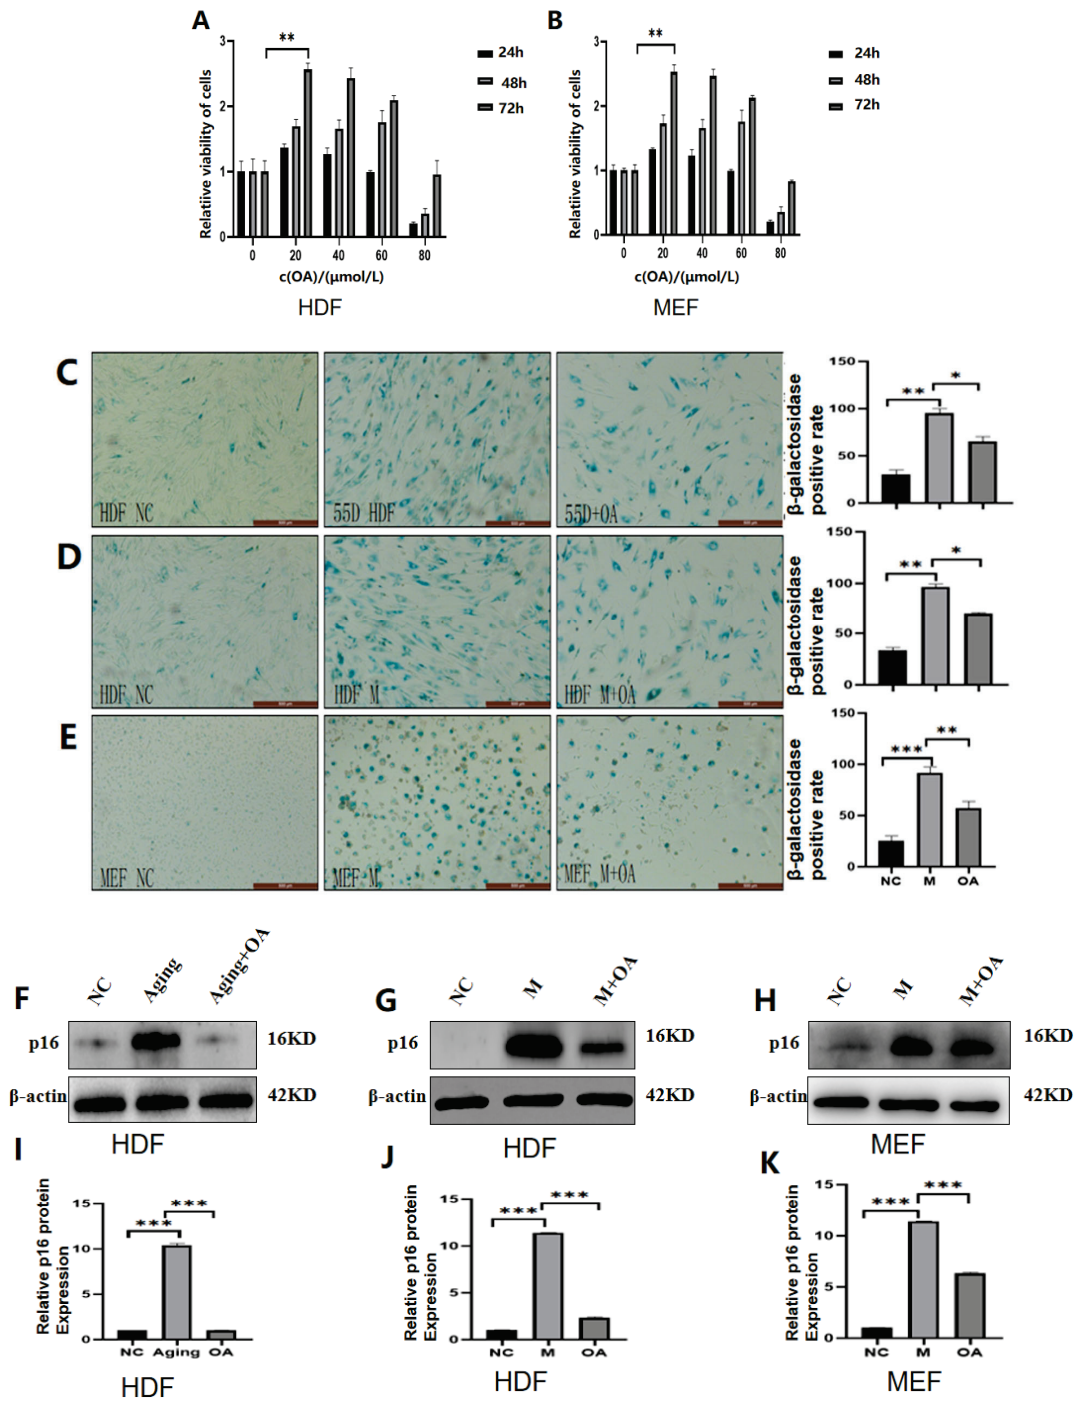 A
B
**
**
3
2
1
0
Relative viability of cells
24h
48h
72h
0 20 40 60 80
c(OA)/(μmol/L)
HDF
3
2
1
0
Relatiive viability of cells
24h
48h
72h
0 20 40 60 80
c(OA)/(μmol/L)
MEF
C
HDF NC
55D HDF
55D+OA
β-galactosidase
positive rate
150
100
50
0
** *
D
HDF NC
HDF M
HDF M+OA
β-galactosidase
positive rate
150
100
50
0
** *
E
MEF NC
MEF M
MEF M+OA
β-galactosidase
positive rate
150
100
50
0
*** **
NC M OA
F
NC Aging Aging+OA
p16 16KD
β-actin 42KD
HDF
G
NC M M+OA
p16 16KD
β-actin 42KD
HDF
H
NC M M+OA
p16 16KD
β-actin 42KD
MEF
I
Relative p16 protein
Expression
15
10
5
0
*** ***
NC Aging OA
HDF
J
Relative p16 protein
Expression
15
10
5
0
*** ***
NC M OA
HDF
K
Relative p16 protein
Expression
15
10
5
0
*** ***
NC M OA
MEF